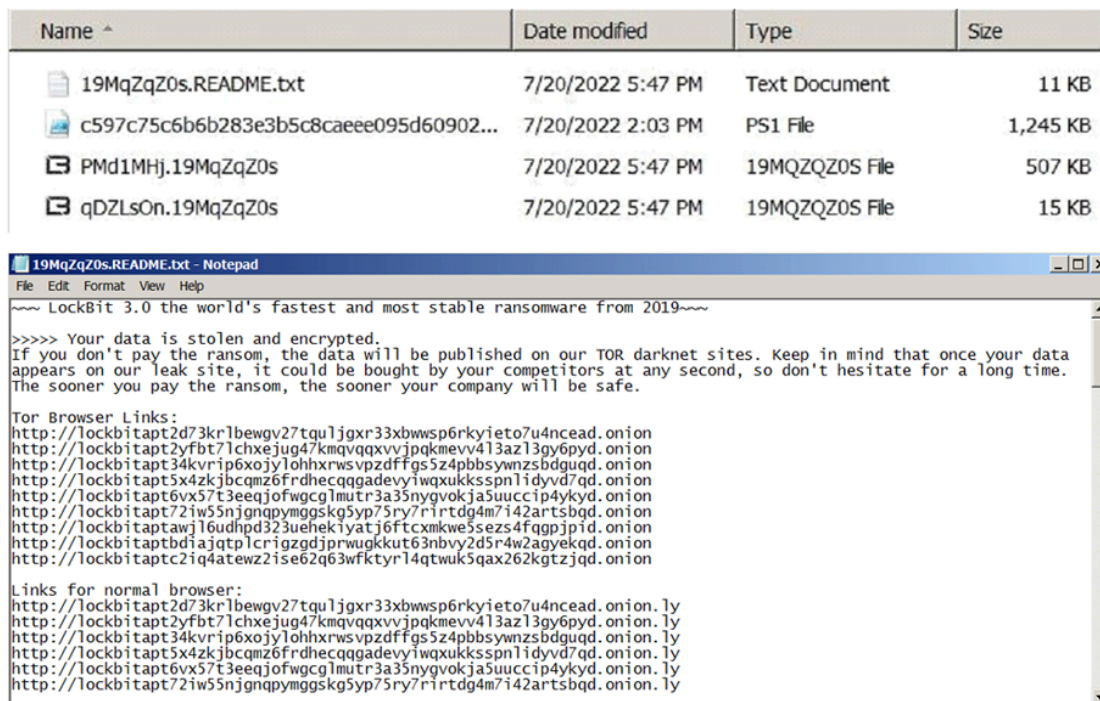 Name Date modified Type Size
19MqZqZ0s.README.txt 7/20/2022 5:47 PM Text Document 11 KB
c597c75c6b6b283e3b5c8caeee095d60902... 7/20/2022 2:03 PM PS1 File 1,245 KB
PMd1MHj.19MqZqZ0s 7/20/2022 5:47 PM 19MQZQZ0S File 507 KB
qDZLsOn.19MqZqZ0s 7/20/2022 5:47 PM 19MQZQZ0S File 15 KB
19MqZqZ0s.README.txt - Notepad
File Edit Format View Help
~~~ LockBit 3.0 the world's fastest and most stable ransomware from 2019~~~
>>>>> Your data is stolen and encrypted.
If you don't pay the ransom, the data will be published on our TOR darknet sites. Keep in mind that once your data
appears on our leak site, it could be bought by your competitors at any second, so don't hesitate for a long time.
The sooner you pay the ransom, the sooner your company will be safe.
Tor Browser Links:
http://lockbitapt2d73krlbewgv27tquljgxr33xbwwsp6rkyieto7u4ncead.onion
http://lockbitapt2yfbt7lchxejug47kmqvqqxvvjpqkmevv4l3azl3gy6pyd.onion
http://lockbitapt34kvrip6xojylohhxrwsvpzdffgs5z4pbbsywnzsbdguqd.onion
http://lockbitapt5x4zkjbcqmz6frdhecqqgadevyiwqxukksspnlidyvd7qd.onion
http://lockbitapt6vx57t3eeqjofwgcglmutr3a35nygvokja5uuccip4ykyd.onion
http://lockbitapt72iw55njgnqpymggskg5yp75ry7rirtdg4m7i42artsbqd.onion
http://lockbitaptawjl6udhpd323uehekiyatj6ftcxmkwe5sezs4fqgpjpid.onion
http://lockbitaptbdiajqtplcrigzgdjprwugkkut63nbvy2d5r4w2agyekqd.onion
http://lockbitaptc2iq4atewz2ise62q63wfktyrl4qtwuk5qax262kgtzjqd.onion
Links for normal browser:
http://lockbitapt2d73krlbewgv27tquljgxr33xbwwsp6rkyieto7u4ncead.onion.ly
http://lockbitapt2yfbt7lchxejug47kmqvqqxvvjpqkmevv4l3azl3gy6pyd.onion.ly
http://lockbitapt34kvrip6xojylohhxrwsvpzdffgs5z4pbbsywnzsbdguqd.onion.ly
http://lockbitapt5x4zkjbcqmz6frdhecqqgadevyiwqxukksspnlidyvd7qd.onion.ly
http://lockbitapt6vx57t3eeqjofwgcglmutr3a35nygvokja5uuccip4ykyd.onion.ly
http://lockbitapt72iw55njgnqpymggskg5yp75ry7rirtdg4m7i42artsbqd.onion.ly